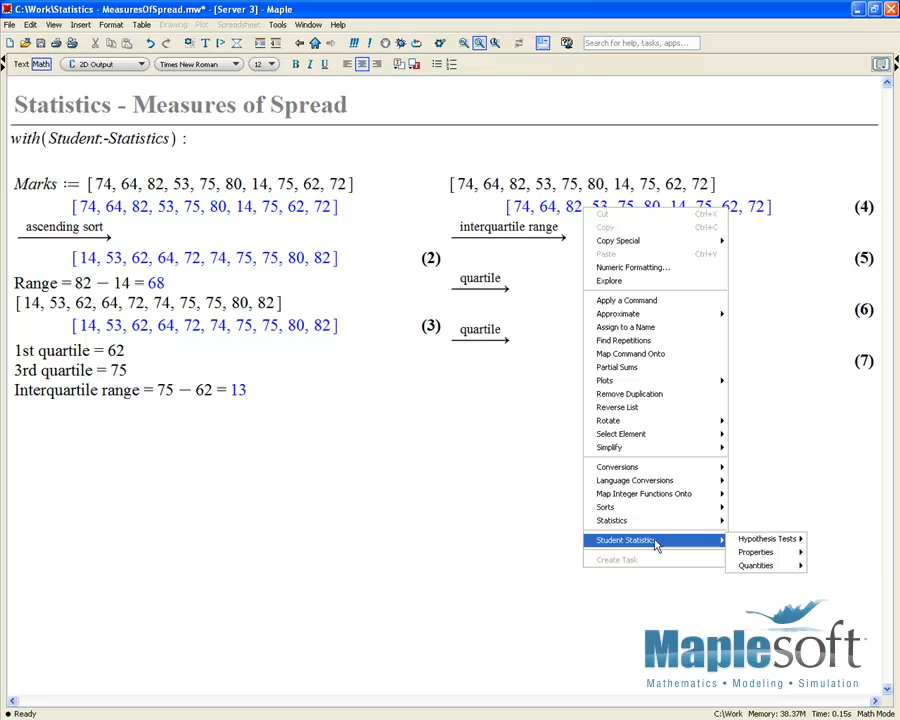 C:\Work\Statistics - MeasuresOfSpread.mw* - [Server 3] - Maple
File Edit View Insert Format Table Drawing Plot Spreadsheet Tools Window Help
Search for help, tasks, apps...
Text Math C 2D Output Times New Roman 12 B I U
Statistics - Measures of Spread
with(Student:-Statistics) :
Marks := [74, 64, 82, 53, 75, 80, 14, 75, 62, 72]
[74, 64, 82, 53, 75, 80, 14, 75, 62, 72]
ascending sort
[14, 53, 62, 64, 72, 74, 75, 75, 80, 82] (2)
Range = 82 − 14 = 68
[14, 53, 62, 64, 72, 74, 75, 75, 80, 82]
[14, 53, 62, 64, 72, 74, 75, 75, 80, 82] (3)
1st quartile = 62
3rd quartile = 75
Interquartile range = 75 − 62 = 13
[74, 64, 82, 53, 75, 80, 14, 75, 62, 72]
[74, 64, 82, 53, 75, 80, 14, 75, 62, 72] (4)
interquartile range
(5)
quartile
(6)
quartile
(7)
Cut Ctrl+X
Copy Ctrl+C
Copy Special
Paste Ctrl+V
Numeric Formatting...
Explore
Apply a Command
Approximate
Assign to a Name
Find Repetitions
Map Command Onto
Partial Sums
Plots
Remove Duplication
Reverse List
Rotate
Select Element
Simplify
Conversions
Language Conversions
Map Integer Functions Onto
Sorts
Statistics
Student Statistics
Create Task
Hypothesis Tests
Properties
Quantities
Maplesoft
Mathematics • Modeling • Simulation
Ready
C:\Work Memory: 38.37M Time: 0.15s Math Mode